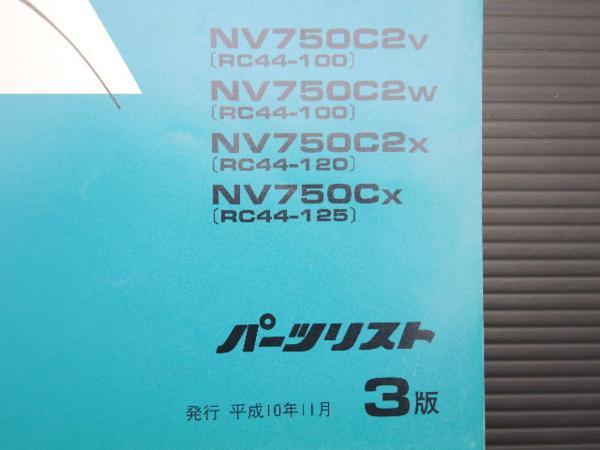 NV750C2V
〔RC44-100〕
NV750C2W
〔RC44-100〕
NV750C2X
〔RC44-120〕
NV750CX
〔RC44-125〕
パーツリスト
発行 平成10年11月 3版